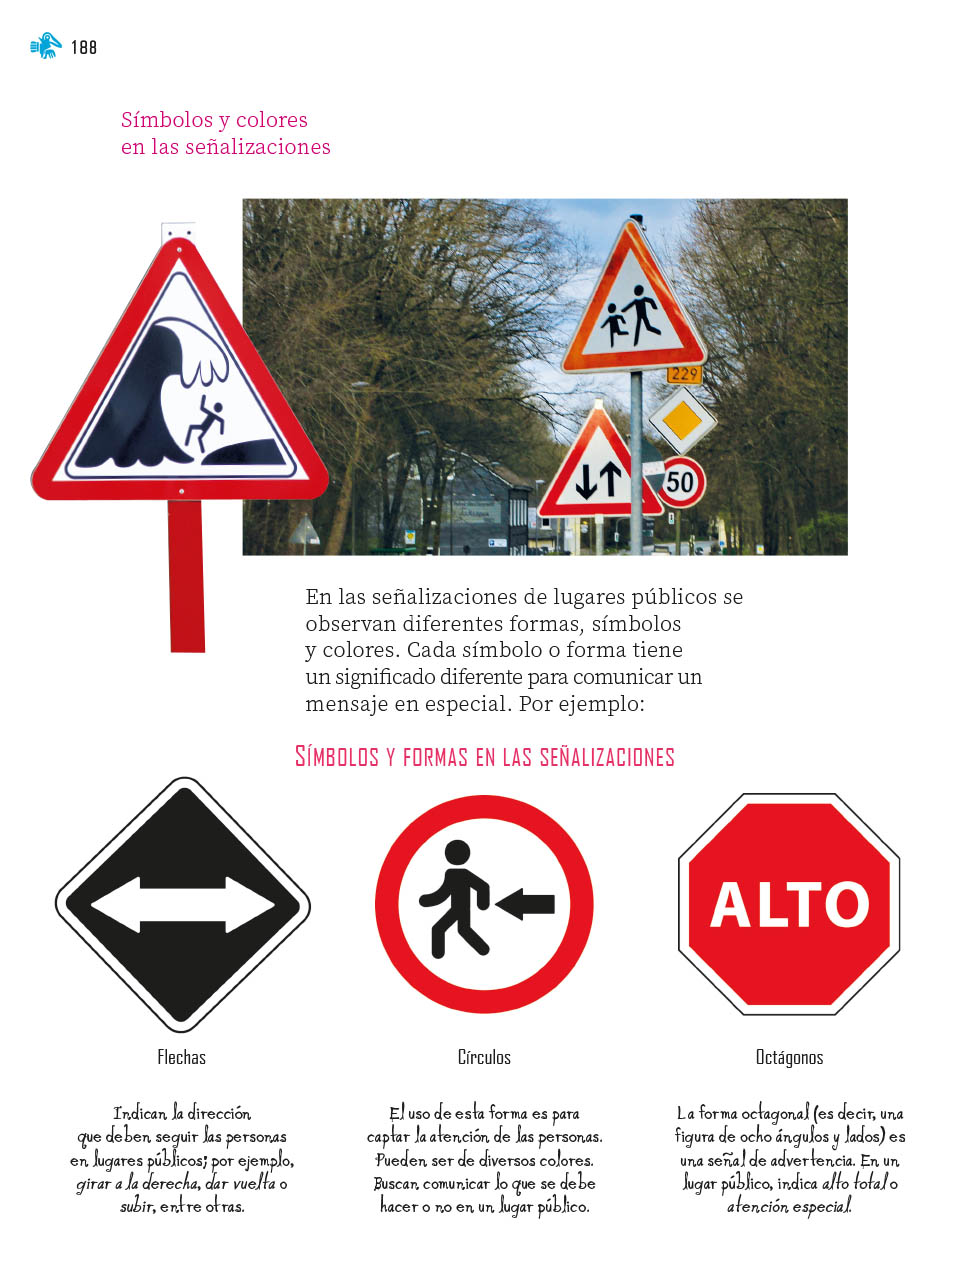 188
Símbolos y colores
en las señalizaciones
229
50
En las señalizaciones de lugares públicos se
observan diferentes formas, símbolos
y colores. Cada símbolo o forma tiene
un significado diferente para comunicar un
mensaje en especial. Por ejemplo:
Símbolos y formas en las señalizaciones
ALTO
Flechas
Indican la dirección
que deben seguir las personas
en lugares públicos; por ejemplo,
girar a la derecha, dar vuelta o
subir, entre otras.
Círculos
El uso de esta forma es para
captar la atención de las personas.
Pueden ser de diversos colores.
Buscan comunicar lo que se debe
hacer o no en un lugar público.
Octágonos
La forma octagonal (es decir, una
figura de ocho ángulos y lados) es
una señal de advertencia. En un
lugar público, indica alto total o
atención especial.